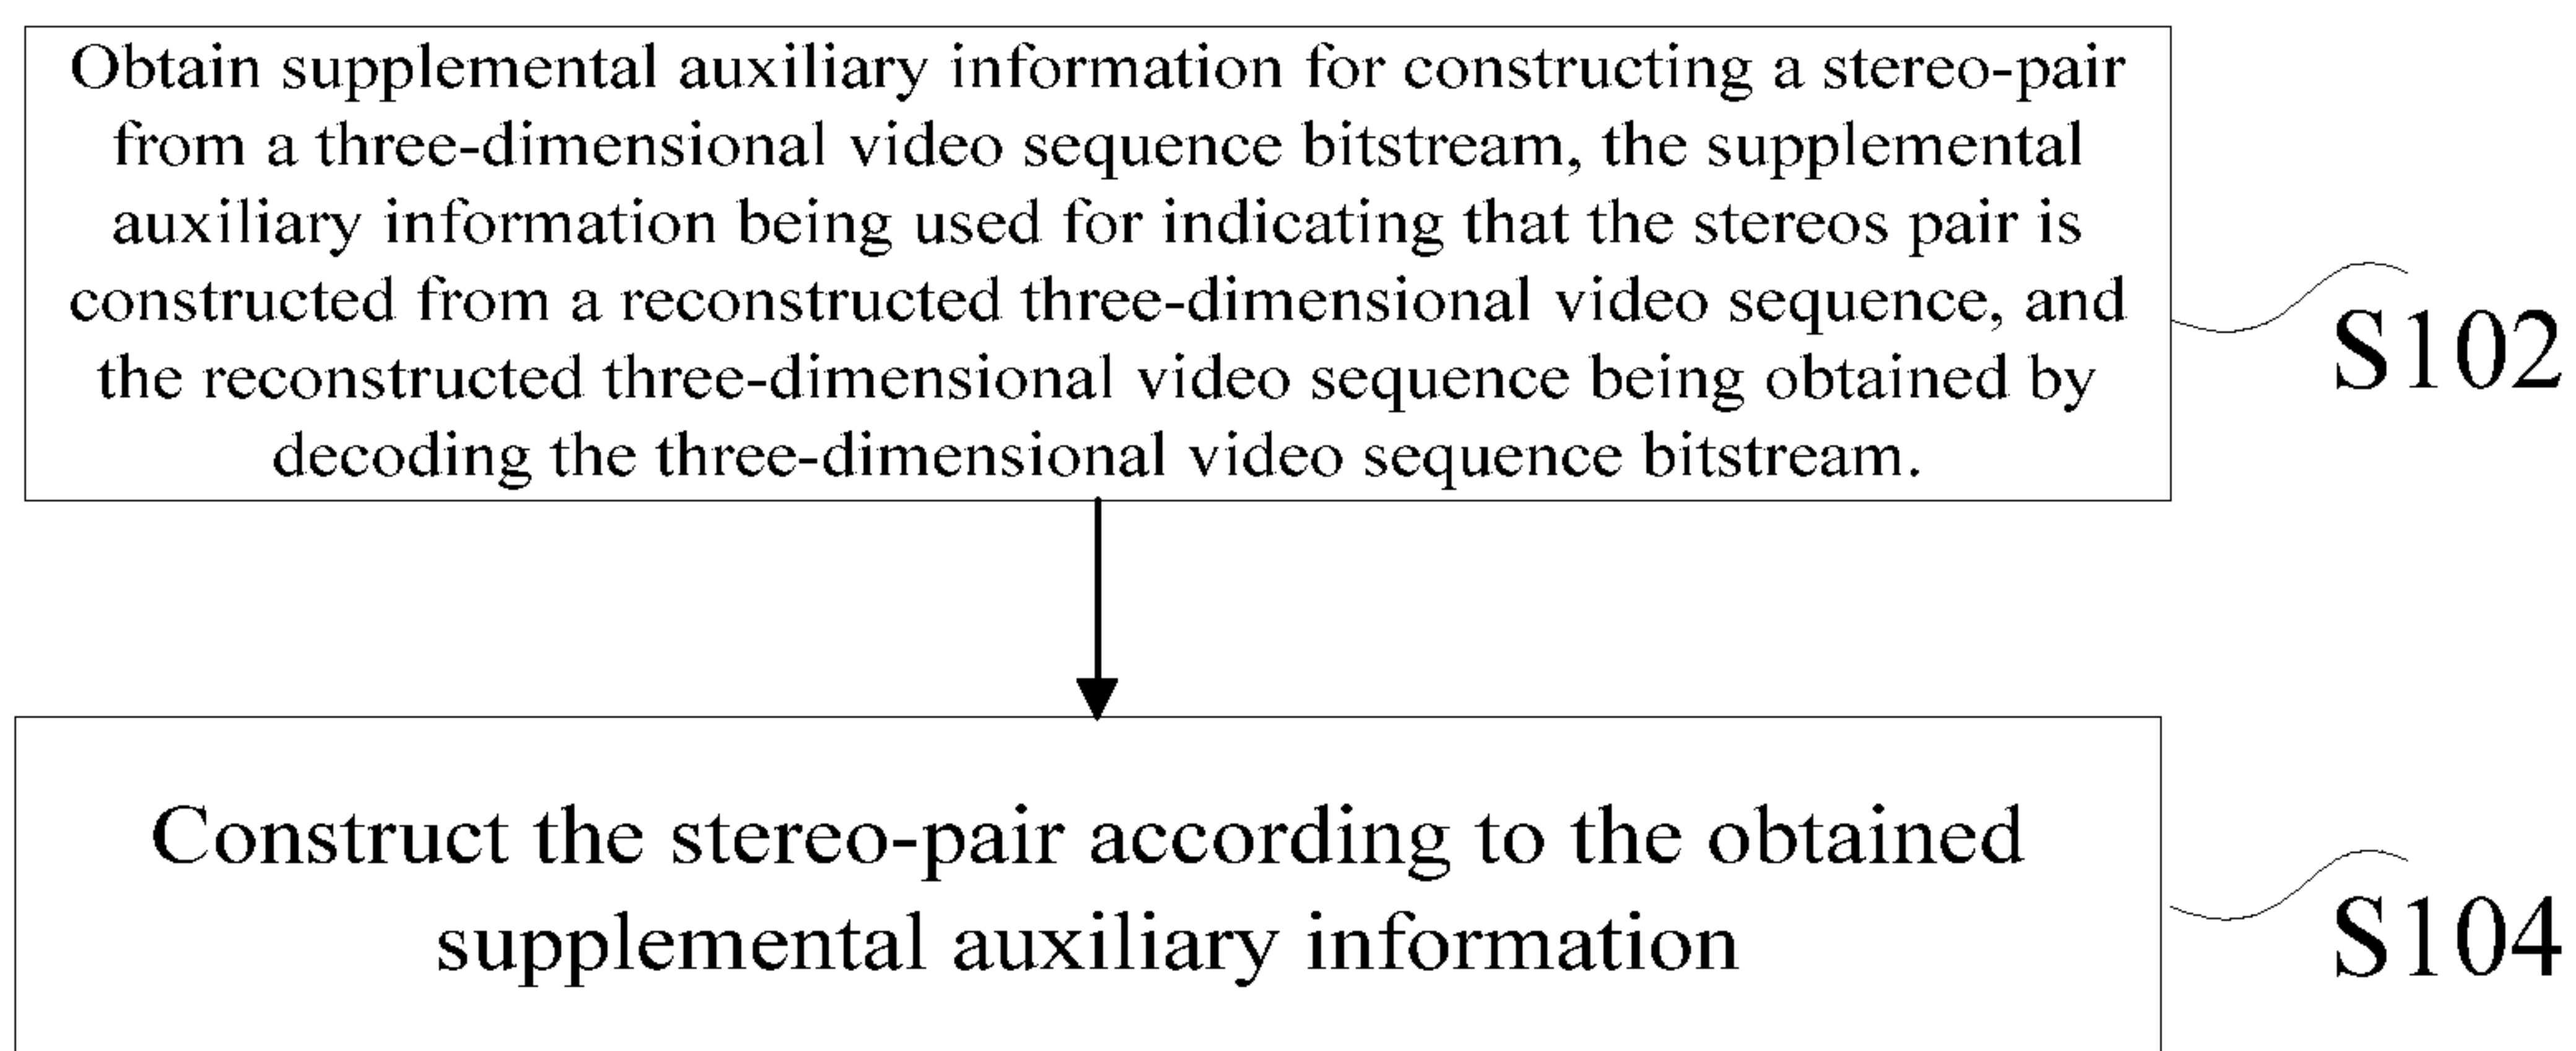 Obtain supplemental auxiliary information for constructing a stereo-pair
from a three-dimensional video sequence bitstream, the supplemental
auxiliary information being used for indicating that the stereos pair is
constructed from a reconstructed three-dimensional video sequence, and
the reconstructed three-dimensional video sequence being obtained by
decoding the three-dimensional video sequence bitstream.
S102
Construct the stereo-pair according to the obtained
supplemental auxiliary information
S104